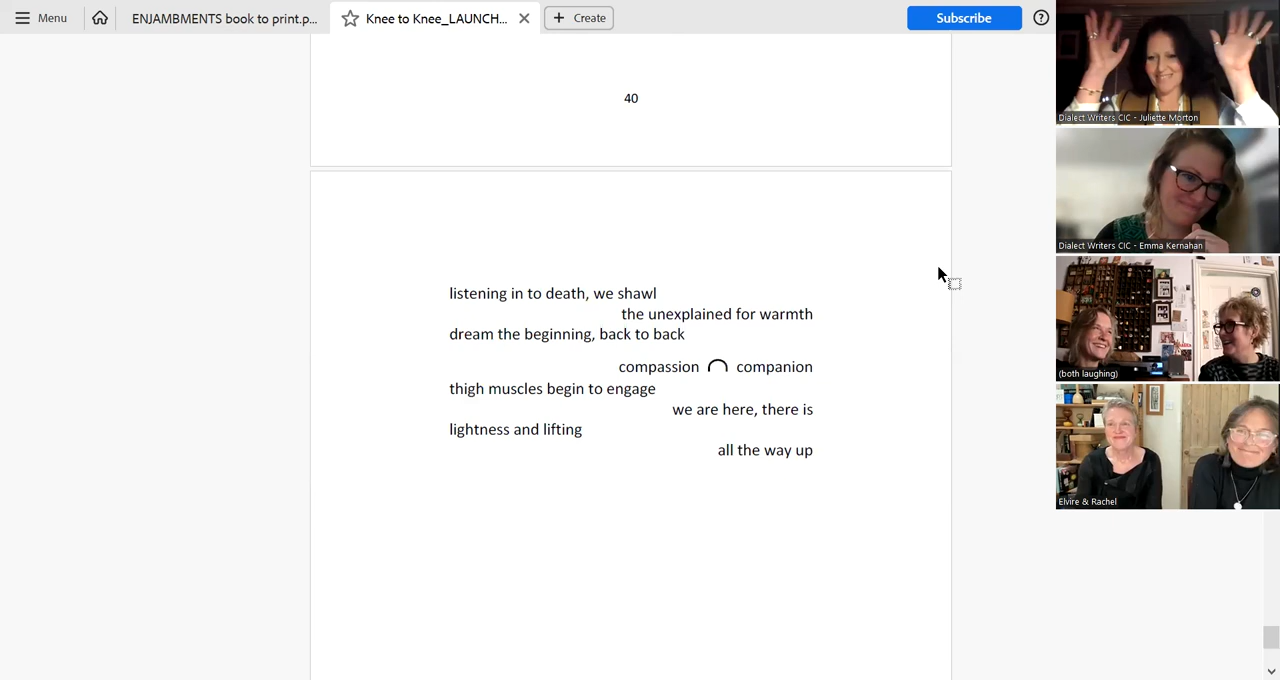 Menu
ENJAMBMENTS book to print.p...
Knee to Knee_LAUNCH...
Create
Subscribe
40
listening in to death, we shawl
the unexplained for warmth
dream the beginning, back to back
compassion ⌒ companion
thigh muscles begin to engage
we are here, there is
lightness and lifting
all the way up
Dialect Writers CIC - Juliette Morton
Dialect Writers CIC - Emma Kernahan
(both laughing)
Elvire & Rachel